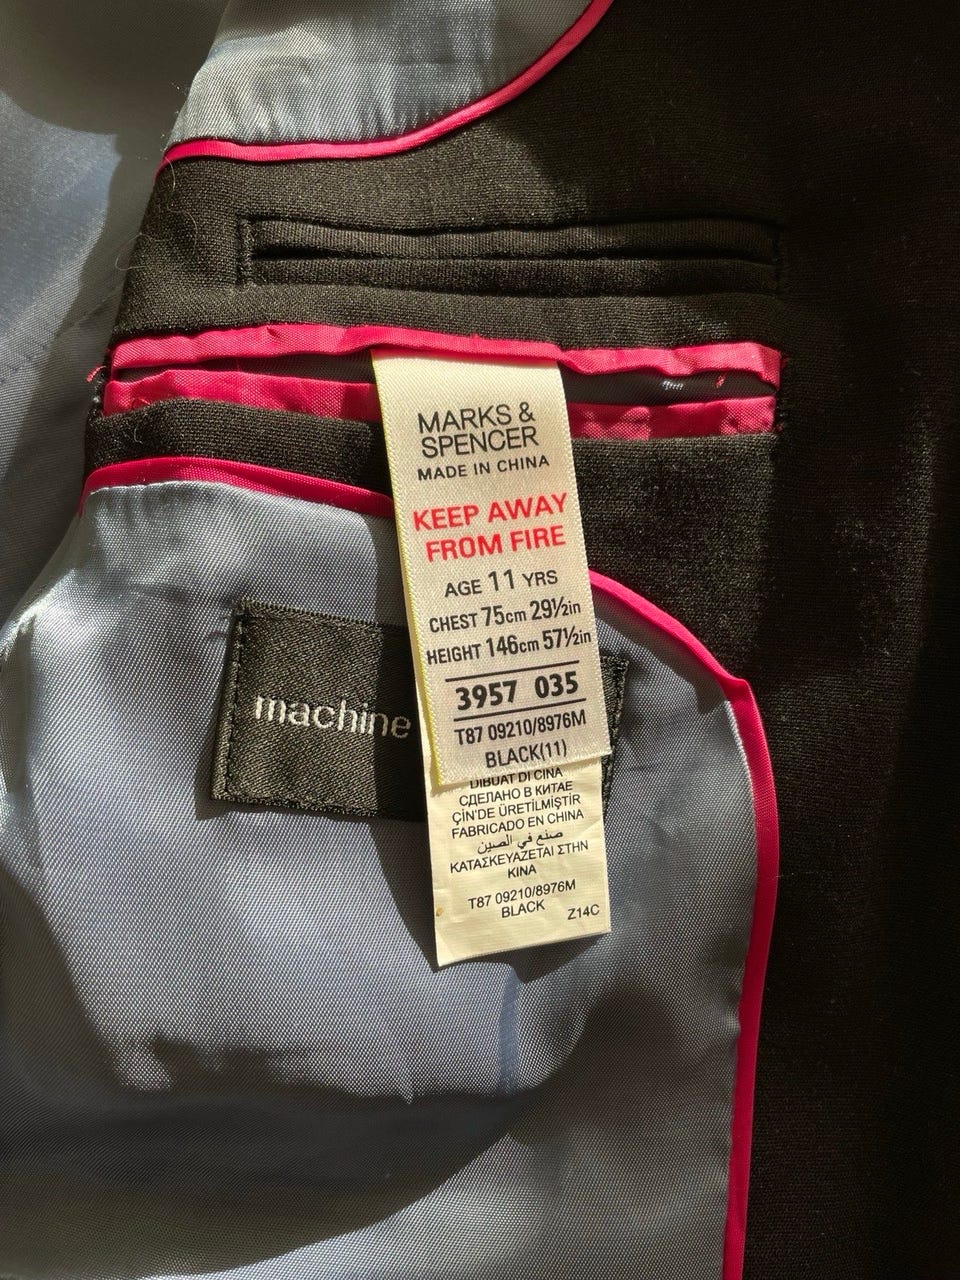 MARKS &
SPENCER
MADE IN CHINA
KEEP AWAY
FROM FIRE
AGE 11 YRS
CHEST 75cm 29½in
HEIGHT 146cm 57½in
3957 035
T87 09210/8976M
BLACK(11)
machine
DIBUAT DI CINA
СДЕЛАНО В КИТАЕ
ÇİN'DE ÜRETİLMİŞTİR
FABRICADO EN CHINA
صنع في الصين
ΚΑΤΑΣΚΕΥΑΖΕΤΑΙ ΣΤΗΝ
ΚΙΝΑ
T87 09210/8976M
BLACK
Z14C